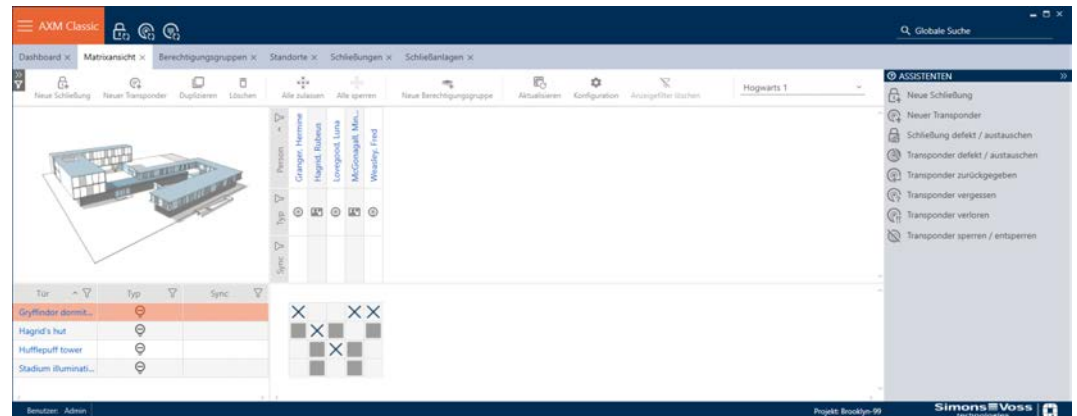 AXM Classic
Globale Suche
Dashboard × Matrixansicht × Berechtigungsgruppen × Standorte × Schließungen × Schließanlagen ×
Neue Schließung Neuer Transponder Duplizieren Löschen Alle zulassen Alle sperren Neue Berechtigungsgruppe Aktualisieren Konfiguration Anzeigefilter löschen
Hogwarts 1
ASSISTENTEN
Neue Schließung
Neuer Transponder
Schließung defekt / austauschen
Transponder defekt / austauschen
Transponder zurückgegeben
Transponder vergessen
Transponder verloren
Transponder sperren / entsperren
Person
Granger, Hermine
Hagrid, Rubeus
Lovegood, Luna
McGonagall, Min...
Weasley, Fred
Typ
Sync
Tür Typ Sync
Gryffindor dormit...
Hagrid's hut
Hufflepuff tower
Stadium illuminati...
Benutzer: Admin
Projekt: Brooklyn-99
Simons Voss
technologies